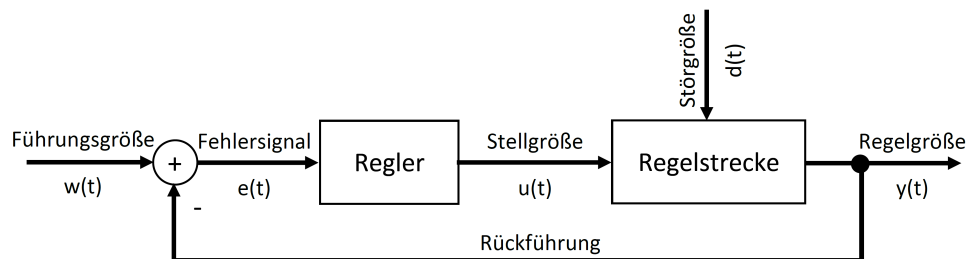 Führungsgröße
w(t)
+
-
Fehlersignal
e(t)
Regler
Stellgröße
u(t)
Störgröße
d(t)
Regelstrecke
Regelgröße
y(t)
Rückführung